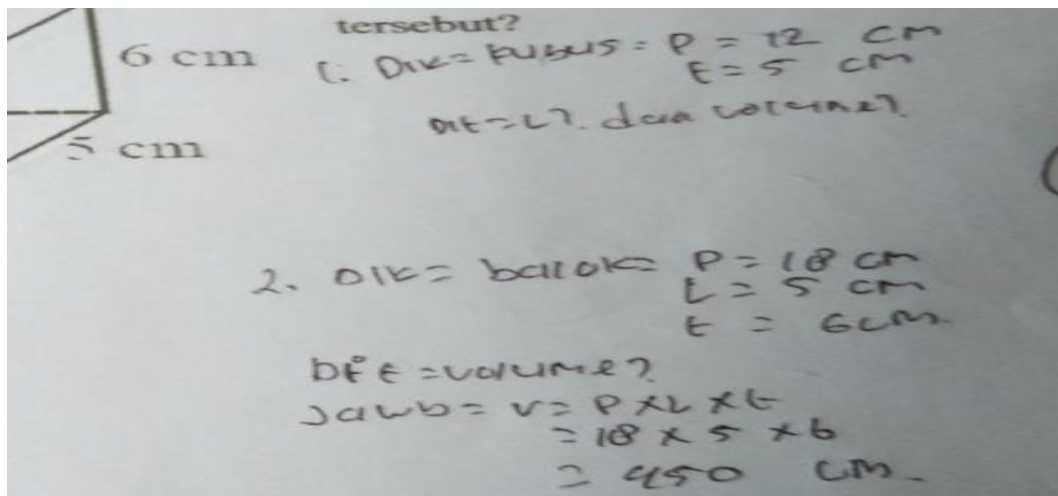 tersebut?
6 cm
1. Dik = kubus = P = 12 cm
t = 5 cm
Dit = L?. dan volume?
5 cm
2. Dik = balok = P = 18 cm
L = 5 cm
t = 6 cm.
Dit = volume?
Jawb = V = P x L x t
= 18 x 5 x 6
= 450 cm.